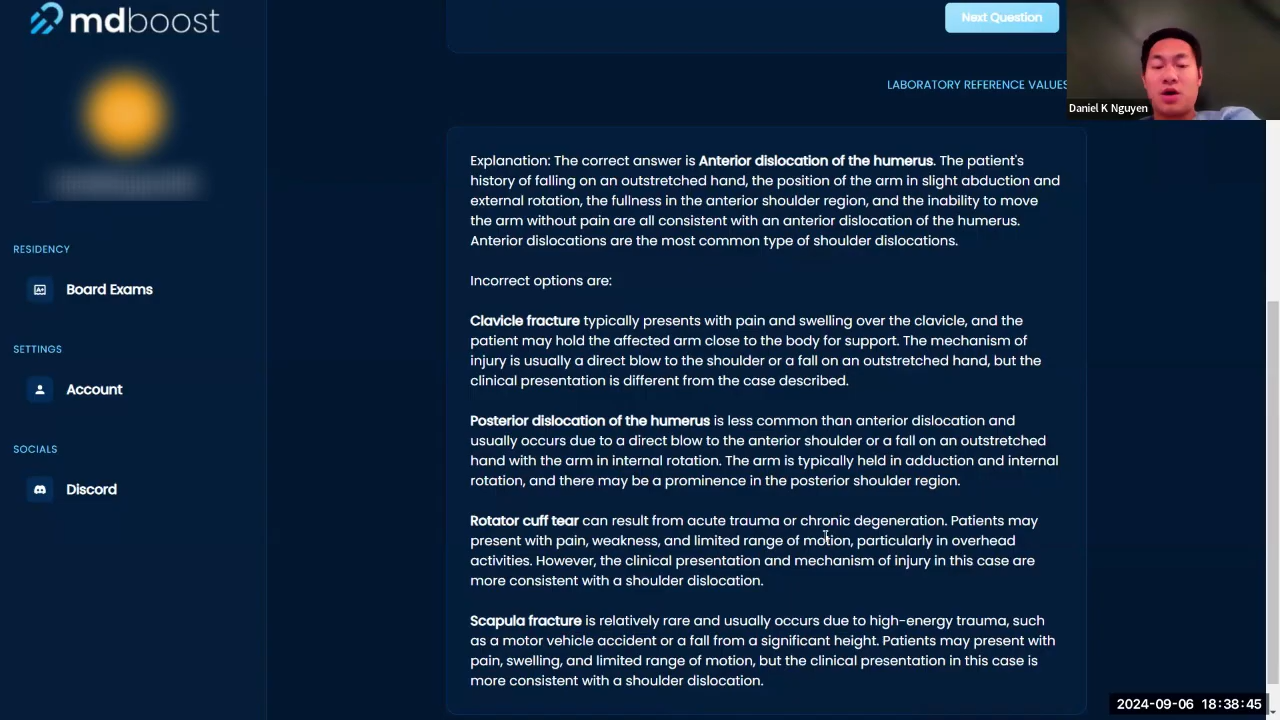 mdboost
Next Question
LABORATORY REFERENCE VALUES
Daniel K Nguyen
Explanation: The correct answer is Anterior dislocation of the humerus. The patient's
history of falling on an outstretched hand, the position of the arm in slight abduction and
external rotation, the fullness in the anterior shoulder region, and the inability to move
the arm without pain are all consistent with an anterior dislocation of the humerus.
Anterior dislocations are the most common type of shoulder dislocations.
Incorrect options are:
Clavicle fracture typically presents with pain and swelling over the clavicle, and the
patient may hold the affected arm close to the body for support. The mechanism of
injury is usually a direct blow to the shoulder or a fall on an outstretched hand, but the
clinical presentation is different from the case described.
Posterior dislocation of the humerus is less common than anterior dislocation and
usually occurs due to a direct blow to the anterior shoulder or a fall on an outstretched
hand with the arm in internal rotation. The arm is typically held in adduction and internal
rotation, and there may be a prominence in the posterior shoulder region.
Rotator cuff tear can result from acute trauma or chronic degeneration. Patients may
present with pain, weakness, and limited range of motion, particularly in overhead
activities. However, the clinical presentation and mechanism of injury in this case are
more consistent with a shoulder dislocation.
Scapula fracture is relatively rare and usually occurs due to high-energy trauma, such
as a motor vehicle accident or a fall from a significant height. Patients may present with
pain, swelling, and limited range of motion, but the clinical presentation in this case is
more consistent with a shoulder dislocation.
RESIDENCY
Board Exams
SETTINGS
Account
SOCIALS
Discord
2024-09-06 18:38:45